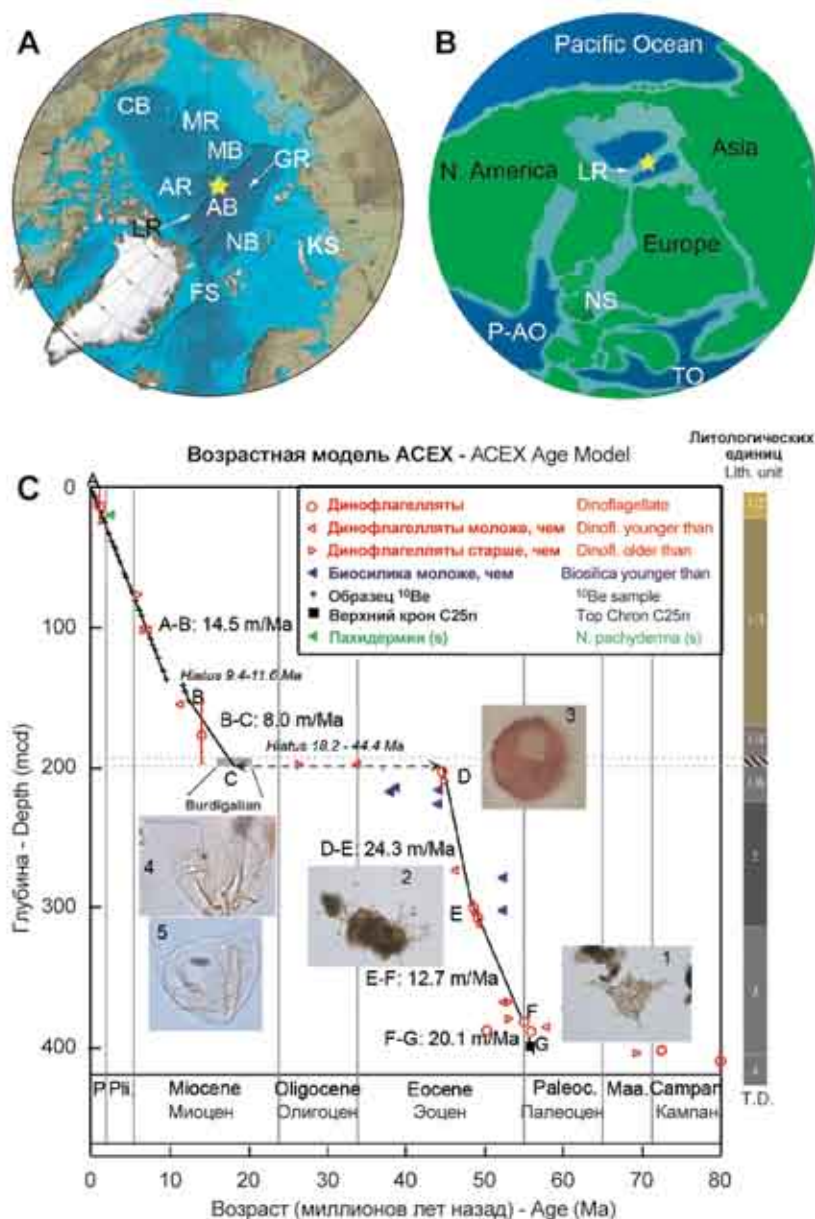 A
CB
MR
MB
GR
AR
AB
LR
NB
KS
FS
B
Pacific Ocean
N. America
Asia
LR
Europe
NS
P-AO
TO
Возрастная модель ACEX - ACEX Age Model
Литологических
единиц
Lith. unit
C
A
Динофлагелляты Dinoflagellate
Динофлагелляты моложе, чем Dinofl. younger than
Динофлагелляты старше, чем Dinofl. older than
Биосилика моложе, чем Biosilica younger than
Образец ¹⁰Be ¹⁰Be sample
Верхний крон C25n Top Chron C25n
Пахидермия (s) N. pachyderma (s)
A-B: 14.5 m/Ma
Hiatus 9.4-11.6 Ma
B
B-C: 8.0 m/Ma
Hiatus 18.2 - 44.4 Ma
C
Burdigalian
D
3
D-E: 24.3 m/Ma
4
2
E
5
1
E-F: 12.7 m/Ma
F
F-G: 20.1 m/Ma
G
0
100
200
300
400
Глубина - Depth (mod)
P Pli. Miocene Oligocene Eocene Paleoc. Maa. Campan
Миоцен Олигоцен Эоцен Палеоцен Кампан
T.D.
0 10 20 30 40 50 60 70 80
Возраст (миллионов лет назад) - Age (Ma)